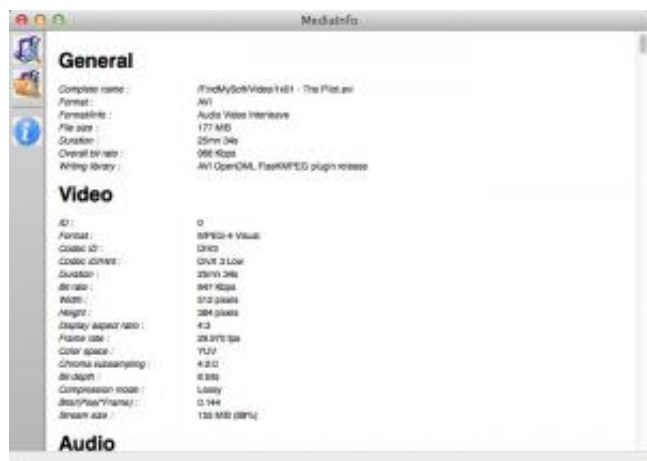 MediaInfo
General
Complete name : /FindMySoft/Video/1x01 - The Pilot.avi
Format : AVI
Format/Info : Audio Video Interleave
File size : 177 MiB
Duration : 25mn 34s
Overall bit rate : 966 Kbps
Writing library : AVI OpenDML, FlasKMPEG plugin release
Video
ID : 0
Format : MPEG-4 Visual
Codec ID : DIV3
Codec ID/Hint : DivX 3 Low
Duration : 25mn 34s
Bit rate : 847 Kbps
Width : 512 pixels
Height : 384 pixels
Display aspect ratio : 4:3
Frame rate : 29.970 fps
Color space : YUV
Chroma subsampling : 4:2:0
Bit depth : 8 bits
Compression mode : Lossy
Bits/(Pixel*Frame) : 0.144
Stream size : 155 MiB (88%)
Audio